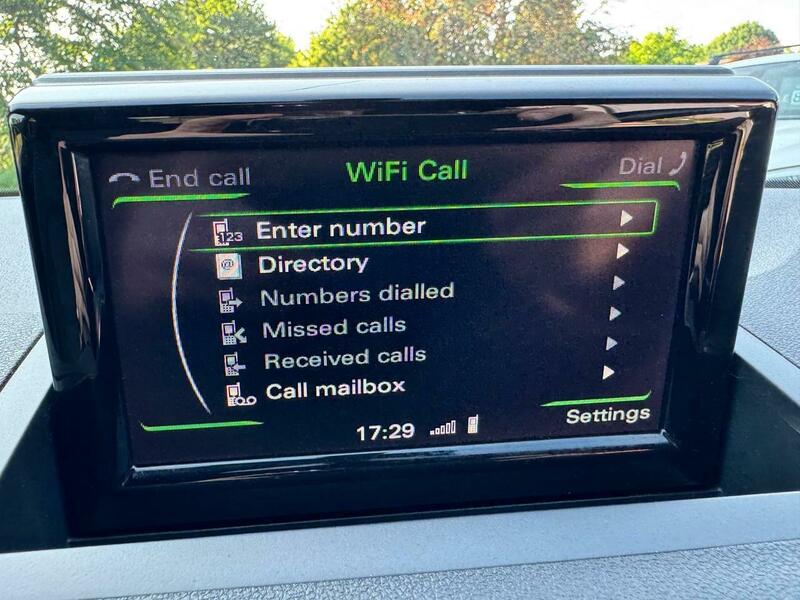 End call
WiFi Call
Dial
123 Enter number
@ Directory
Numbers dialled
Missed calls
Received calls
Call mailbox
Settings
17:29